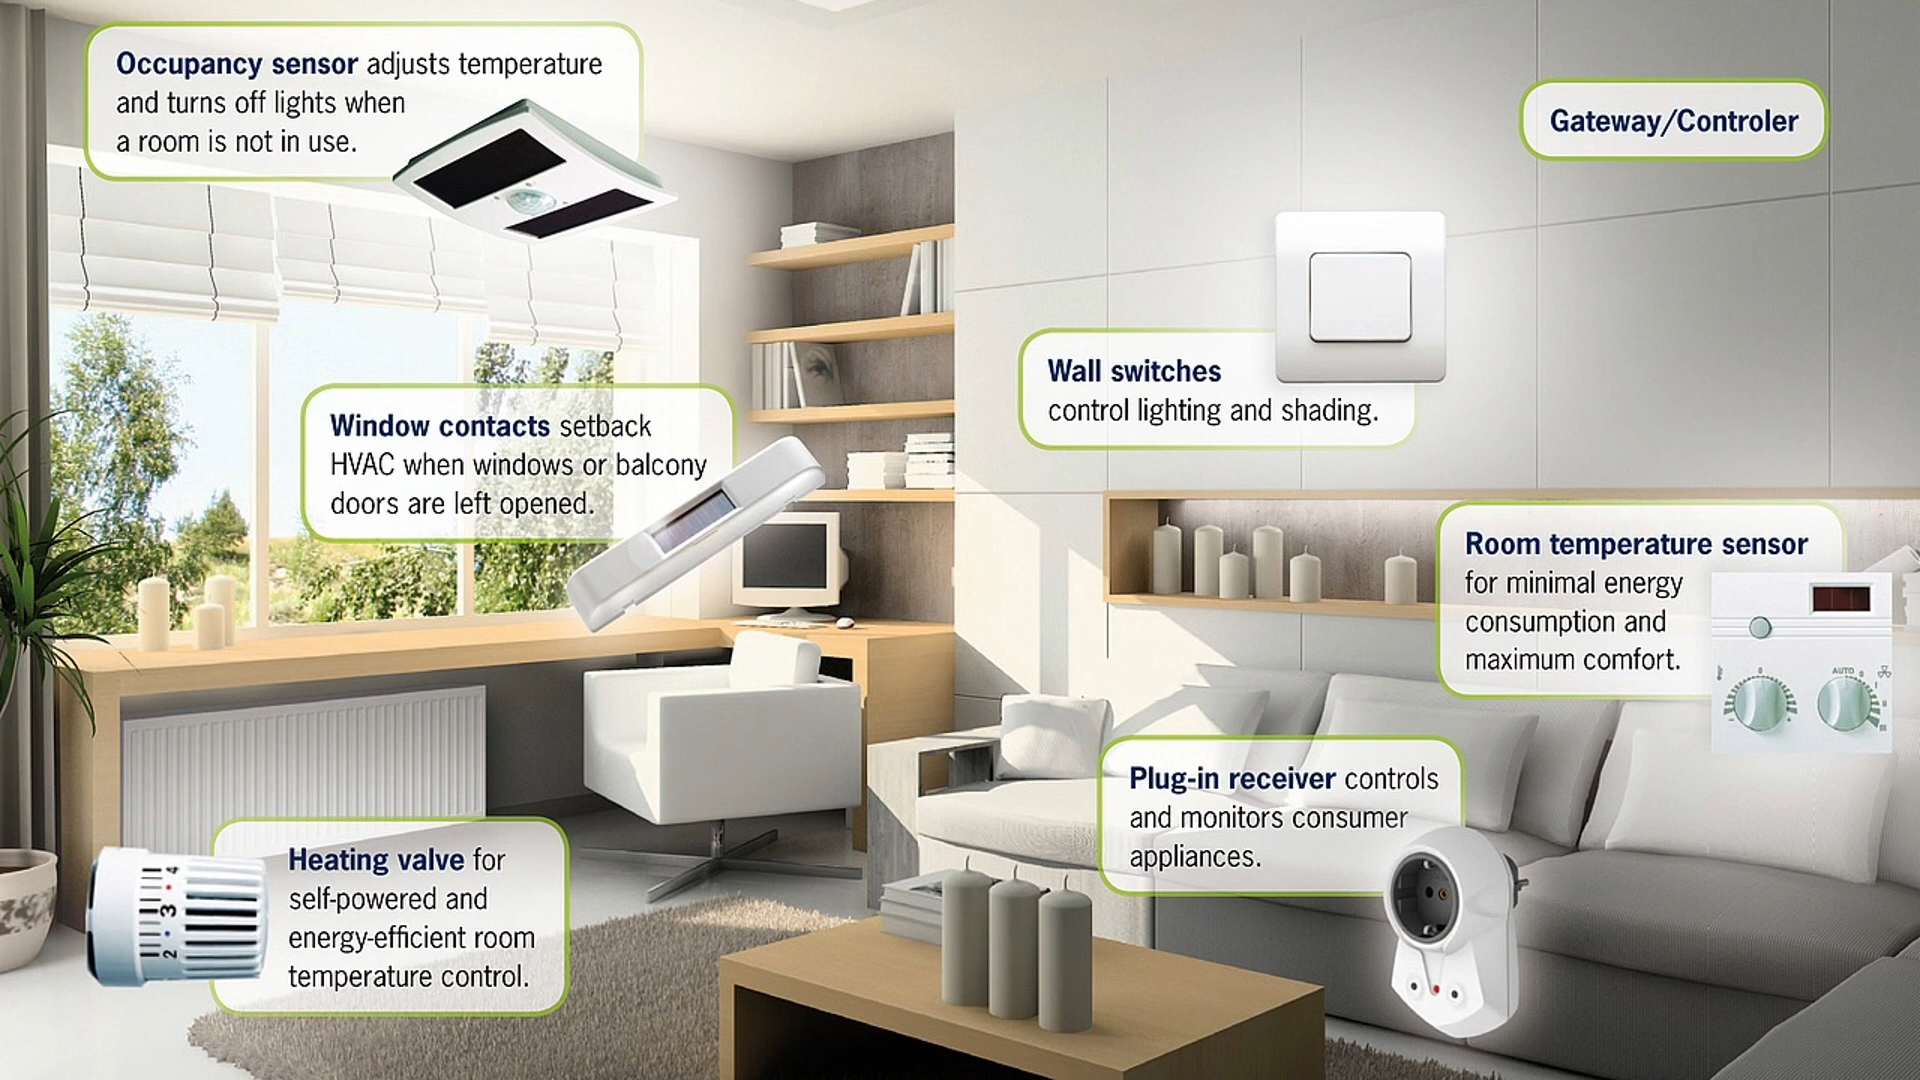 Occupancy sensor adjusts temperature
and turns off lights when
a room is not in use.
Gateway/Controler
Wall switches
control lighting and shading.
Window contacts setback
HVAC when windows or balcony
doors are left opened.
Room temperature sensor
for minimal energy
consumption and
maximum comfort.
AUTO
Plug-in receiver controls
and monitors consumer
appliances.
Heating valve for
self-powered and
energy-efficient room
temperature control.
4
3
2